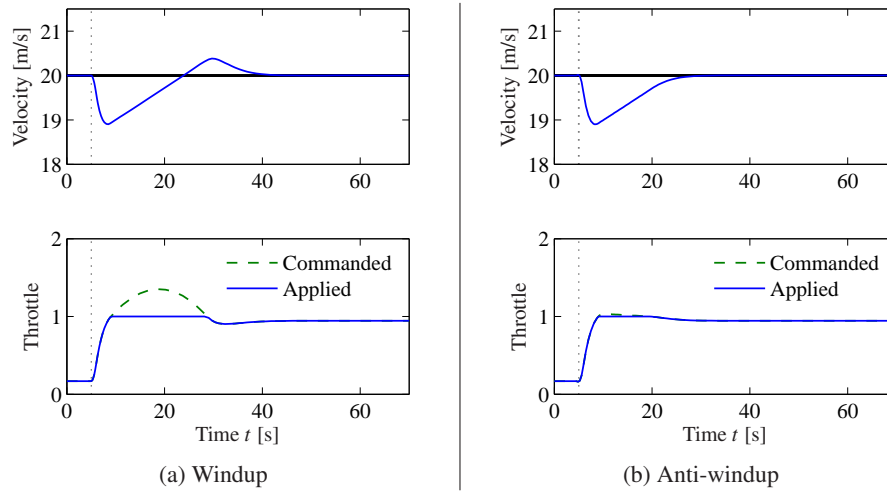 Velocity [m/s]
21
20
19
18
0
20
40
60
Throttle
2
1
0
Commanded
Applied
0
20
40
60
Time t [s]
(a) Windup
Velocity [m/s]
21
20
19
18
0
20
40
60
Throttle
2
1
0
Commanded
Applied
0
20
40
60
Time t [s]
(b) Anti-windup